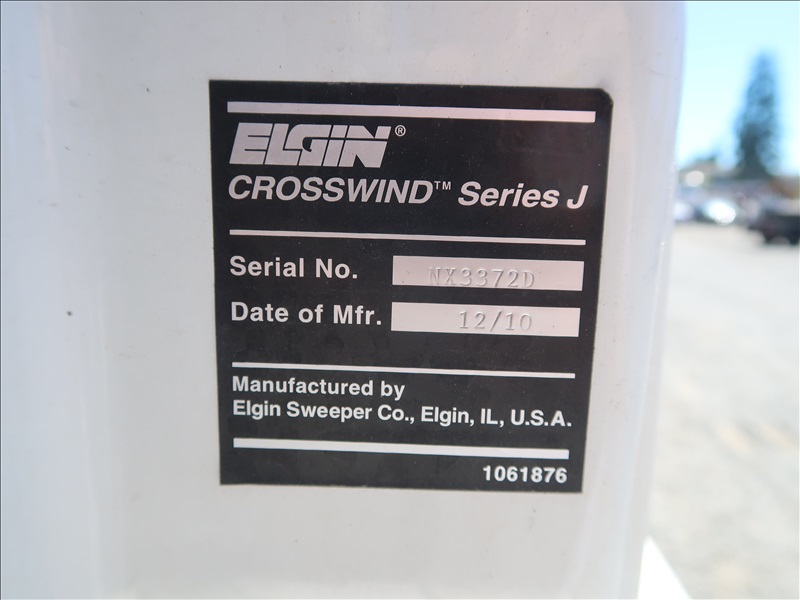 ELGIN®
CROSSWIND™ Series J
Serial No. NX3372D
Date of Mfr. 12/10
Manufactured by
Elgin Sweeper Co., Elgin, IL, U.S.A.
1061876